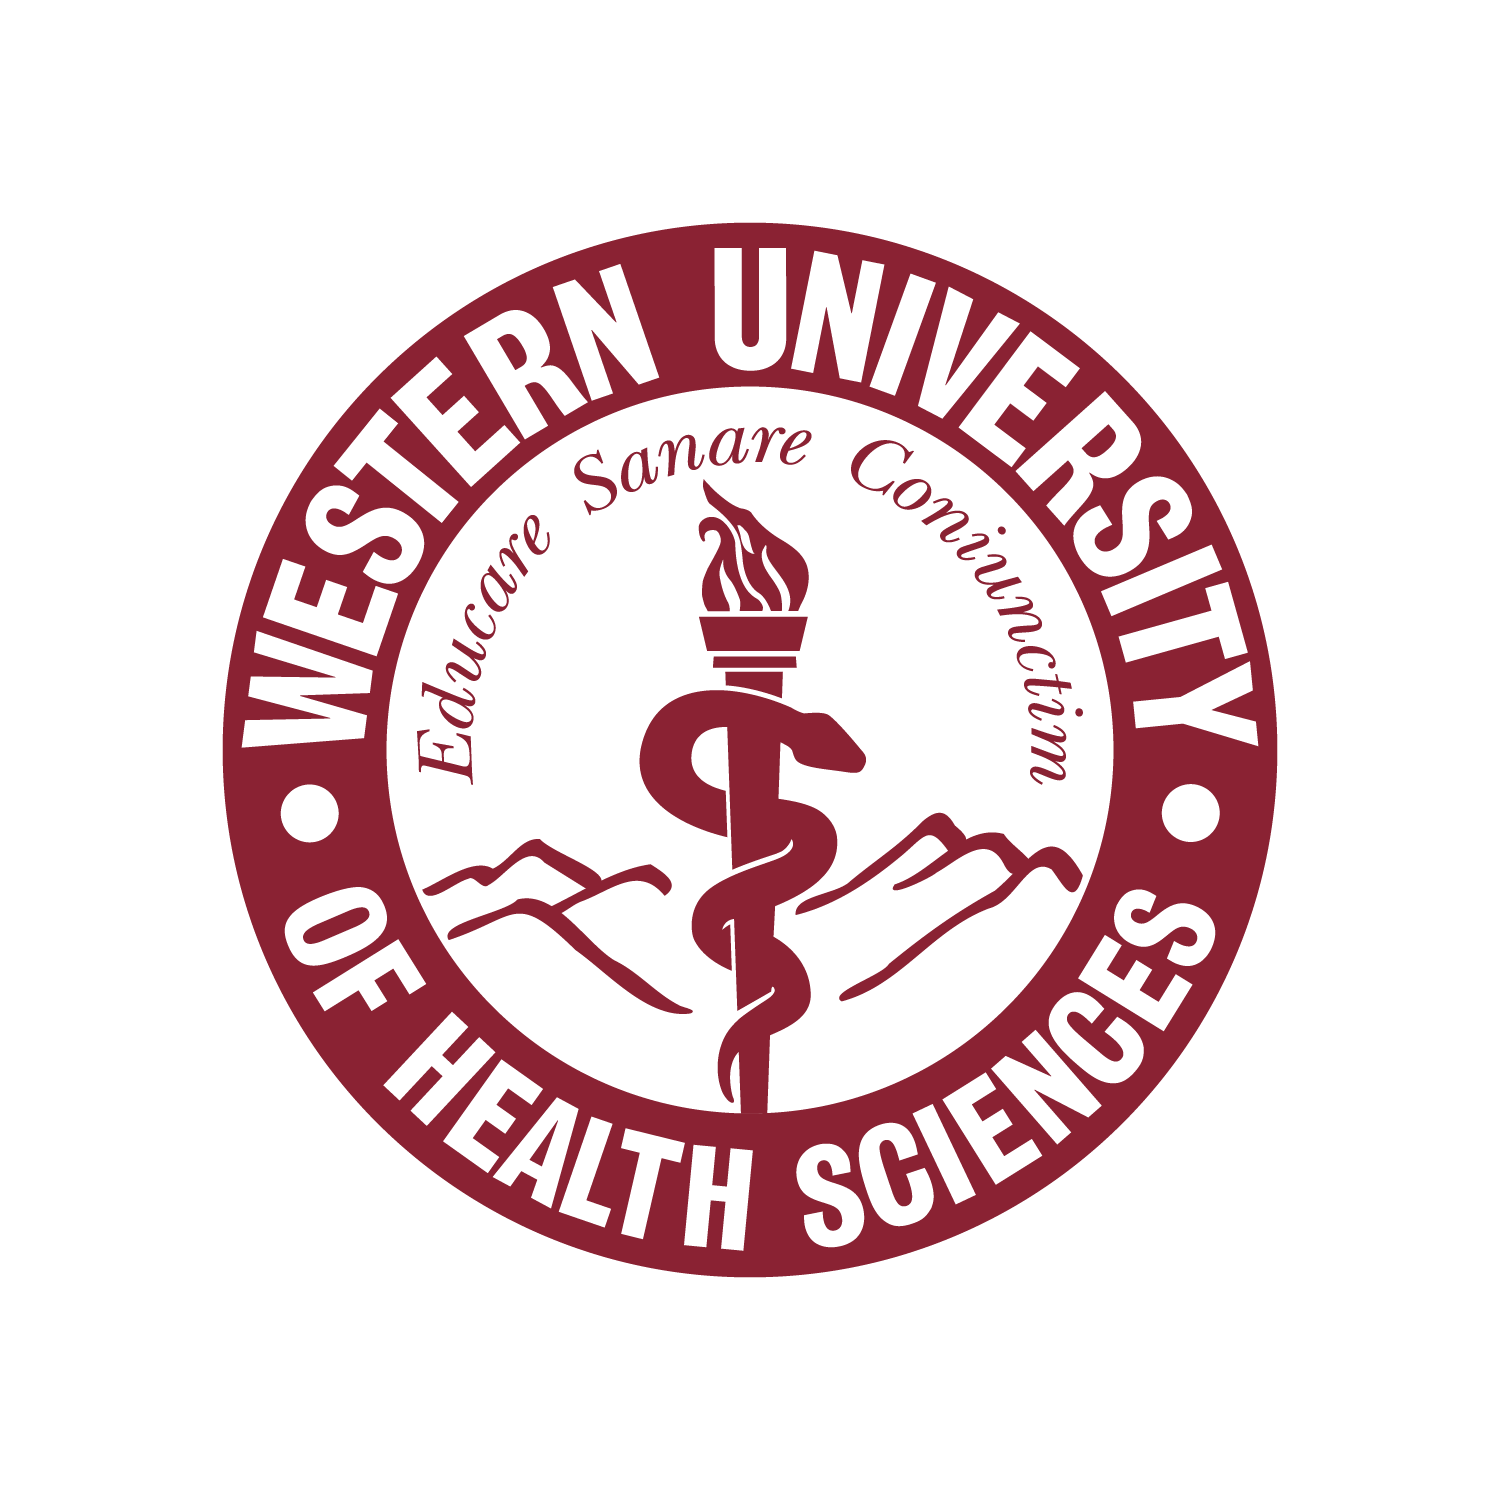 WESTERN UNIVERSITY
OF HEALTH SCIENCES
Educare Sanare Coniunctim